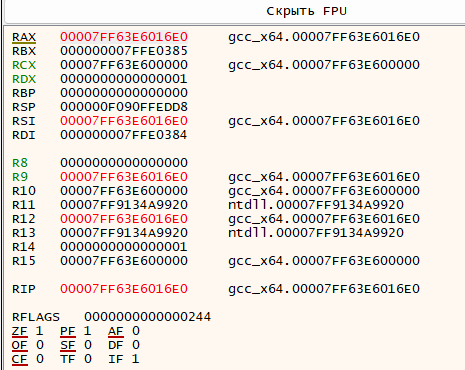 Скрыть FPU
RAX 00007FF63E6016E0 gcc_x64.00007FF63E6016E0
RBX 000000007FFE0385
RCX 00007FF63E600000 gcc_x64.00007FF63E600000
RDX 0000000000000001
RBP 0000000000000000
RSP 000000F090FFEDD8
RSI 00007FF63E6016E0 gcc_x64.00007FF63E6016E0
RDI 000000007FFE0384
R8 0000000000000000
R9 00007FF63E6016E0 gcc_x64.00007FF63E6016E0
R10 00007FF63E600000 gcc_x64.00007FF63E600000
R11 00007FF9134A9920 ntdll.00007FF9134A9920
R12 00007FF63E6016E0 gcc_x64.00007FF63E6016E0
R13 00007FF9134A9920 ntdll.00007FF9134A9920
R14 0000000000000001
R15 00007FF63E600000 gcc_x64.00007FF63E600000
RIP 00007FF63E6016E0 gcc_x64.00007FF63E6016E0
RFLAGS 0000000000000244
ZF 1 PF 1 AF 0
OF 0 SF 0 DF 0
CF 0 TF 0 IF 1